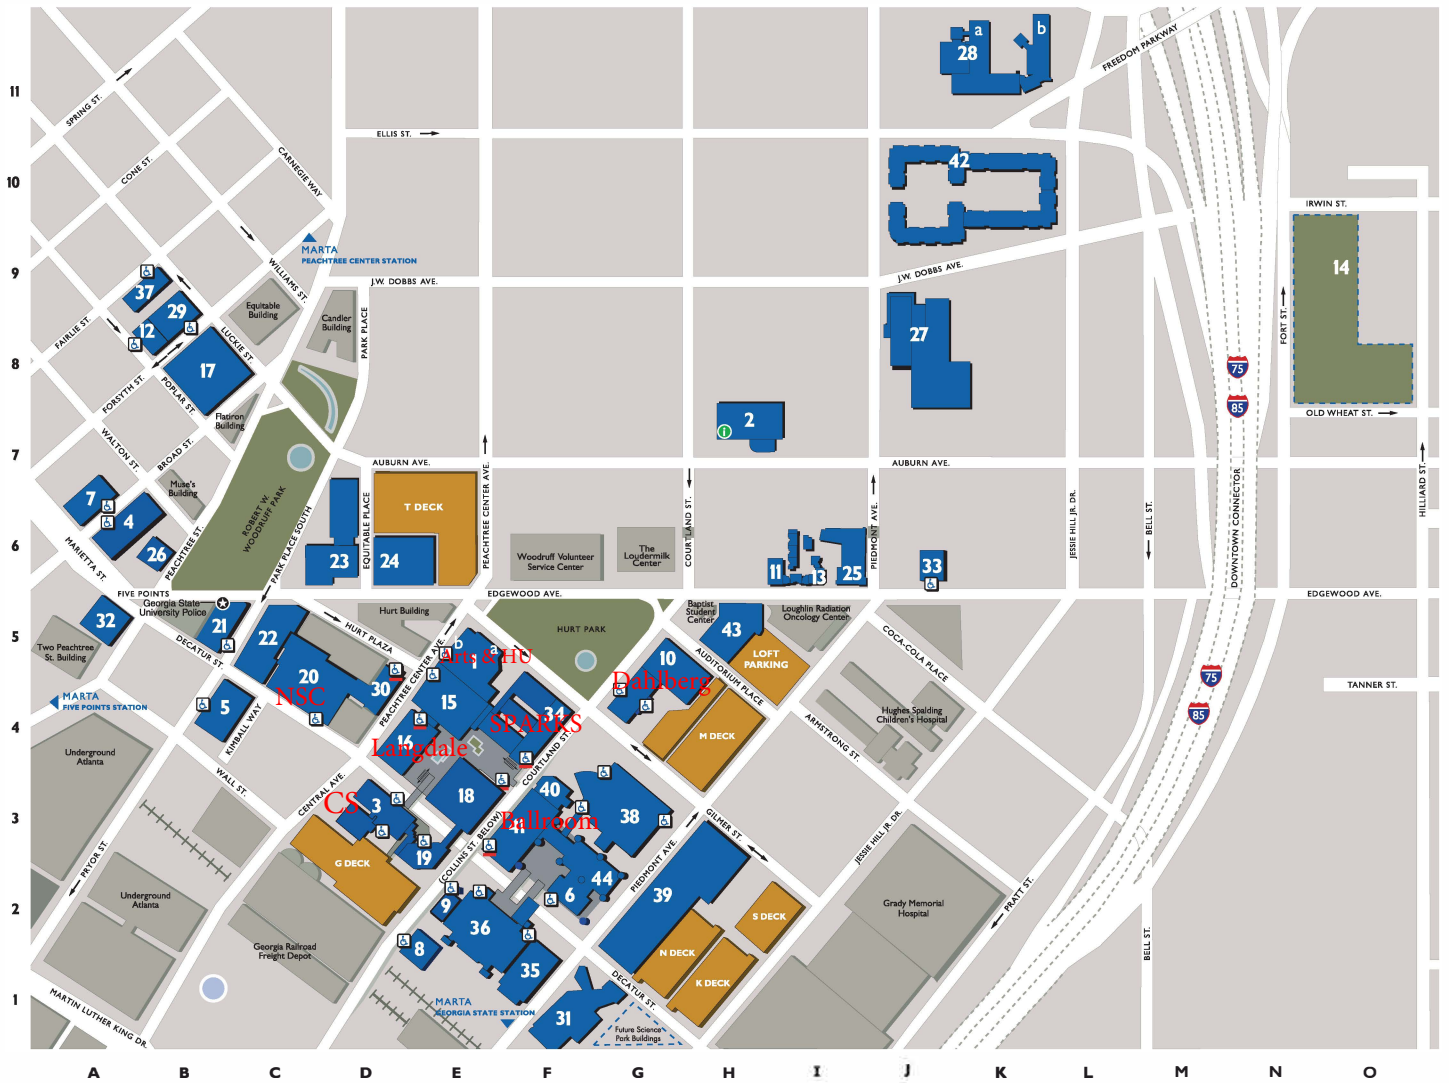 a
b
28
FREEDOM PARKWAY
11
SPRING ST.
ELLIS ST.
CARNEGIE WAY
42
CONE ST.
10
IRWIN ST.
MARTA
PEACHTREE CENTER STATION
9
WILLIAMS ST.
J.W. DOBBS AVE.
J.W. DOBBS AVE.
14
37
29
12
Equitable
Building
Candler
Building
PARK PLACE
FAIRLIE ST.
LUCKIE ST.
27
FORT ST.
8
17
75
FORSYTH ST.
POPLAR ST.
85
OLD WHEAT ST.
Flatiron
Building
2
i
WALTON ST.
BROAD ST.
7
AUBURN AVE.
AUBURN AVE.
PEACHTREE CENTER AVE.
Muse's
Building
ROBERT W.
WOODRUFF PARK
T DECK
7
4
26
6
MARIETTA ST.
PEACHTREE ST.
PARK PLACE SOUTH
EQUITABLE PLACE
23
24
Woodruff Volunteer
Service Center
The
Loudermilk
Center
COURTLAND ST.
11
13
25
PIEDMONT AVE.
33
JESSIE HILL JR. DR.
BELL ST.
DOWNTOWN CONNECTOR
HILLIARD ST.
FIVE POINTS
EDGEWOOD AVE.
EDGEWOOD AVE.
Georgia State
University Police
Hurt Building
HURT PARK
Baptist
Student
Center
Loughlin Radiation
Oncology Center
5
32
21
22
HURT PLAZA
43
COCA-COLA PLACE
Two Peachtree
St. Building
DECATUR ST.
b
a
1
Arts & HU
10
AUDITORIUM PLACE
LOFT
PARKING
20
30
NSC
15
Dahlberg
75
TANNER ST.
MARTA
FIVE POINTS STATION
5
KIMBALL WAY
PEACHTREE CENTER AVE.
34
SPARKS
85
Hughes Spalding
Children's Hospital
4
16
Langdale
M DECK
ARMSTRONG ST.
COURTLAND ST.
Underground
Atlanta
WALL ST.
CENTRAL AVE.
CS
3
18
40
38
3
Ballroom
BELOW)
(COLLINS ST.
GILMER ST.
JESSIE HILL JR. DR.
PRYOR ST.
G DECK
19
PIEDMONT AVE.
PRATT ST.
44
6
39
Underground
Atlanta
2
9
36
S DECK
Grady Memorial
Hospital
Georgia Railroad
Freight Depot
8
35
N DECK
K DECK
BELL ST.
DECATUR ST.
1
MARTIN LUTHER KING DR.
MARTA
GEORGIA STATE STATION
31
Future Science
Park Buildings
A B C D E F G H I J K L M N O